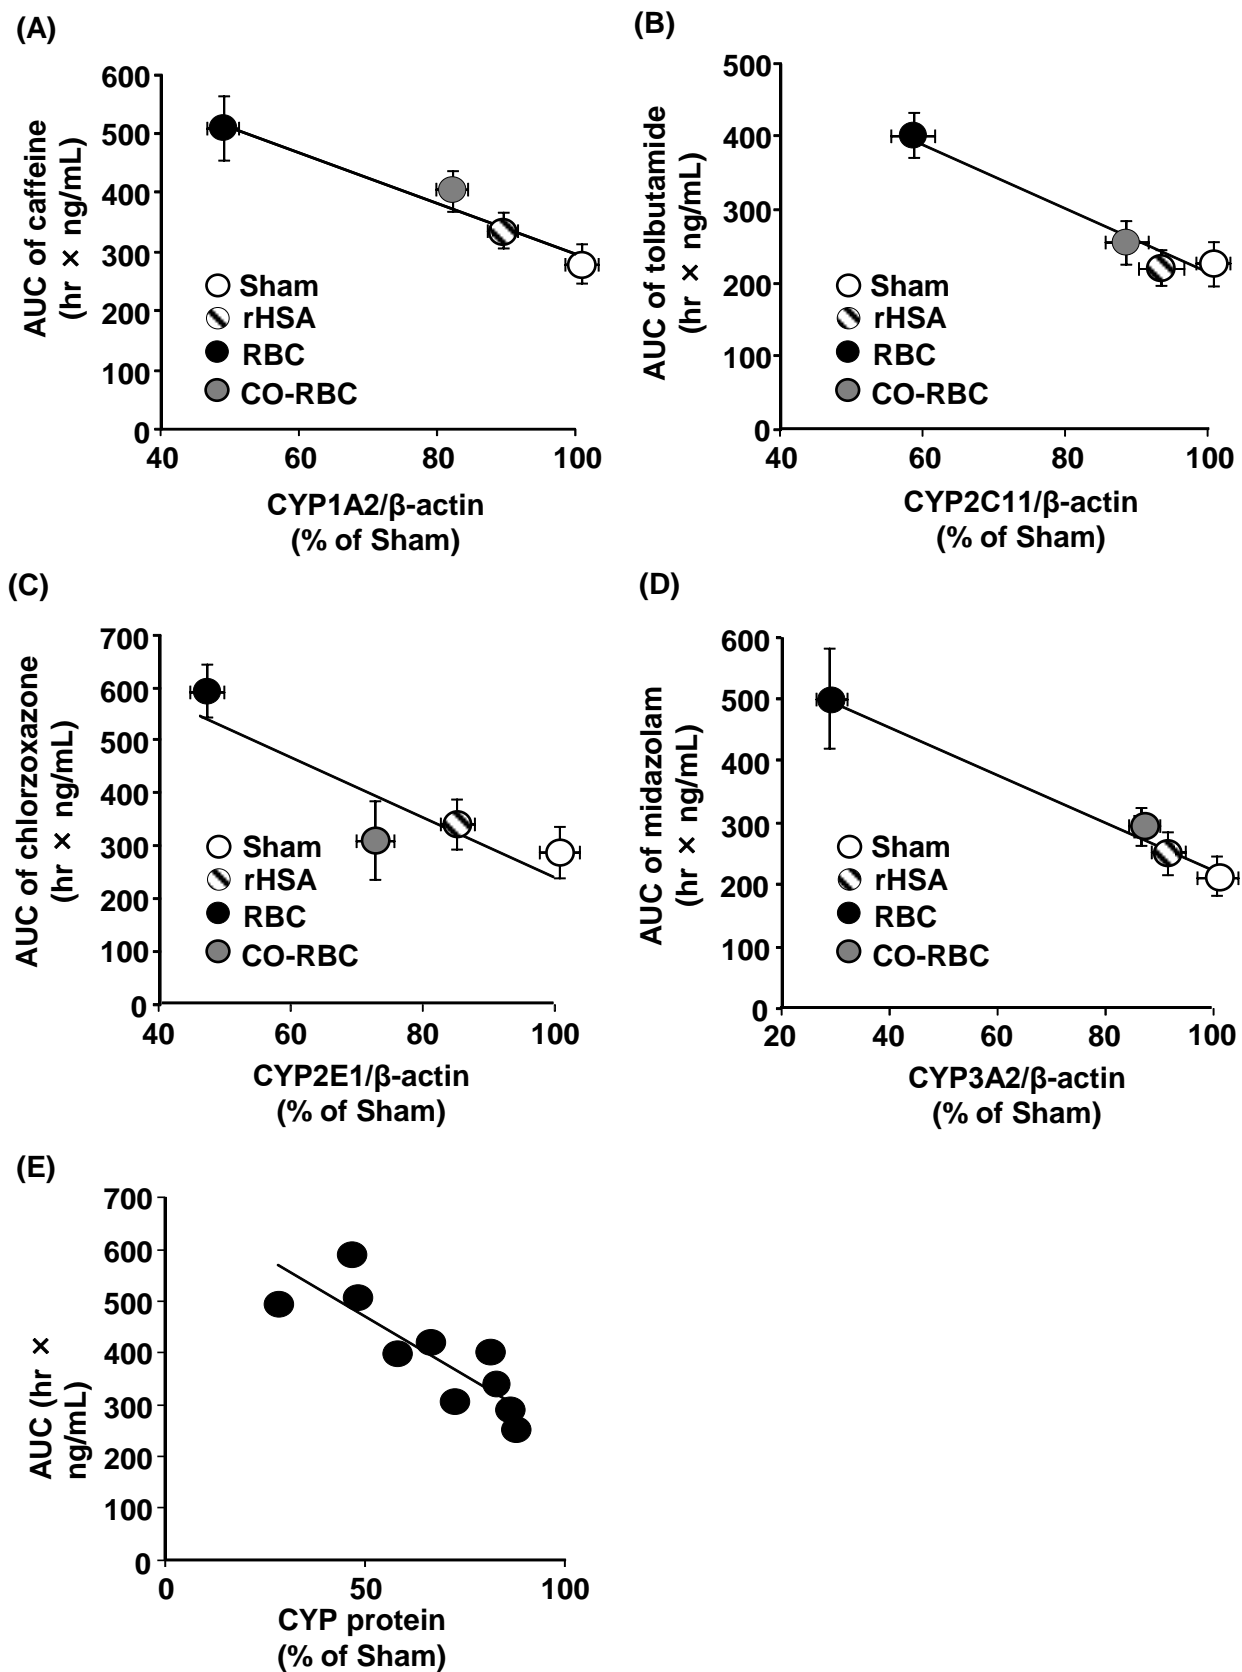 (A)
600
500
400
300
200
100
0
AUC of caffeine
(hr × ng/mL)
Sham
rHSA
RBC
CO-RBC
40 60 80 100
CYP1A2/β-actin
(% of Sham)
(B)
500
400
300
200
100
0
AUC of tolbutamide
(hr × ng/mL)
Sham
rHSA
RBC
CO-RBC
40 60 80 100
CYP2C11/β-actin
(% of Sham)
(C)
700
600
500
400
300
200
100
0
AUC of chlorzoxazone
(hr × ng/mL)
Sham
rHSA
RBC
CO-RBC
40 60 80 100
CYP2E1/β-actin
(% of Sham)
(D)
600
500
400
300
200
100
0
AUC of midazolam
(hr × ng/mL)
Sham
rHSA
RBC
CO-RBC
20 40 60 80 100
CYP3A2/β-actin
(% of Sham)
(E)
700
600
500
400
300
200
100
0
AUC (hr ×
ng/mL)
0 50 100
CYP protein
(% of Sham)